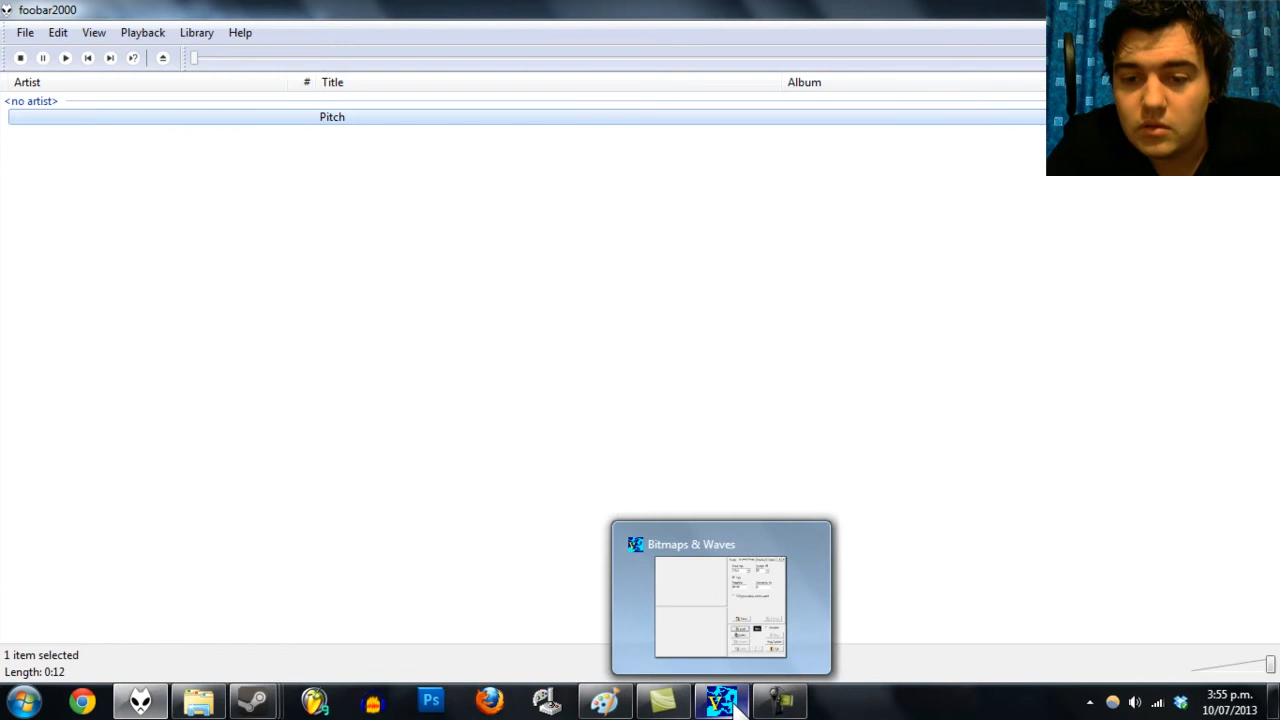 foobar2000
File Edit View Playback Library Help
Artist # Title Album
<no artist>
Pitch
Bitmaps & Waves
1 item selected
Length: 0:12
3:55 p.m.
10/07/2013